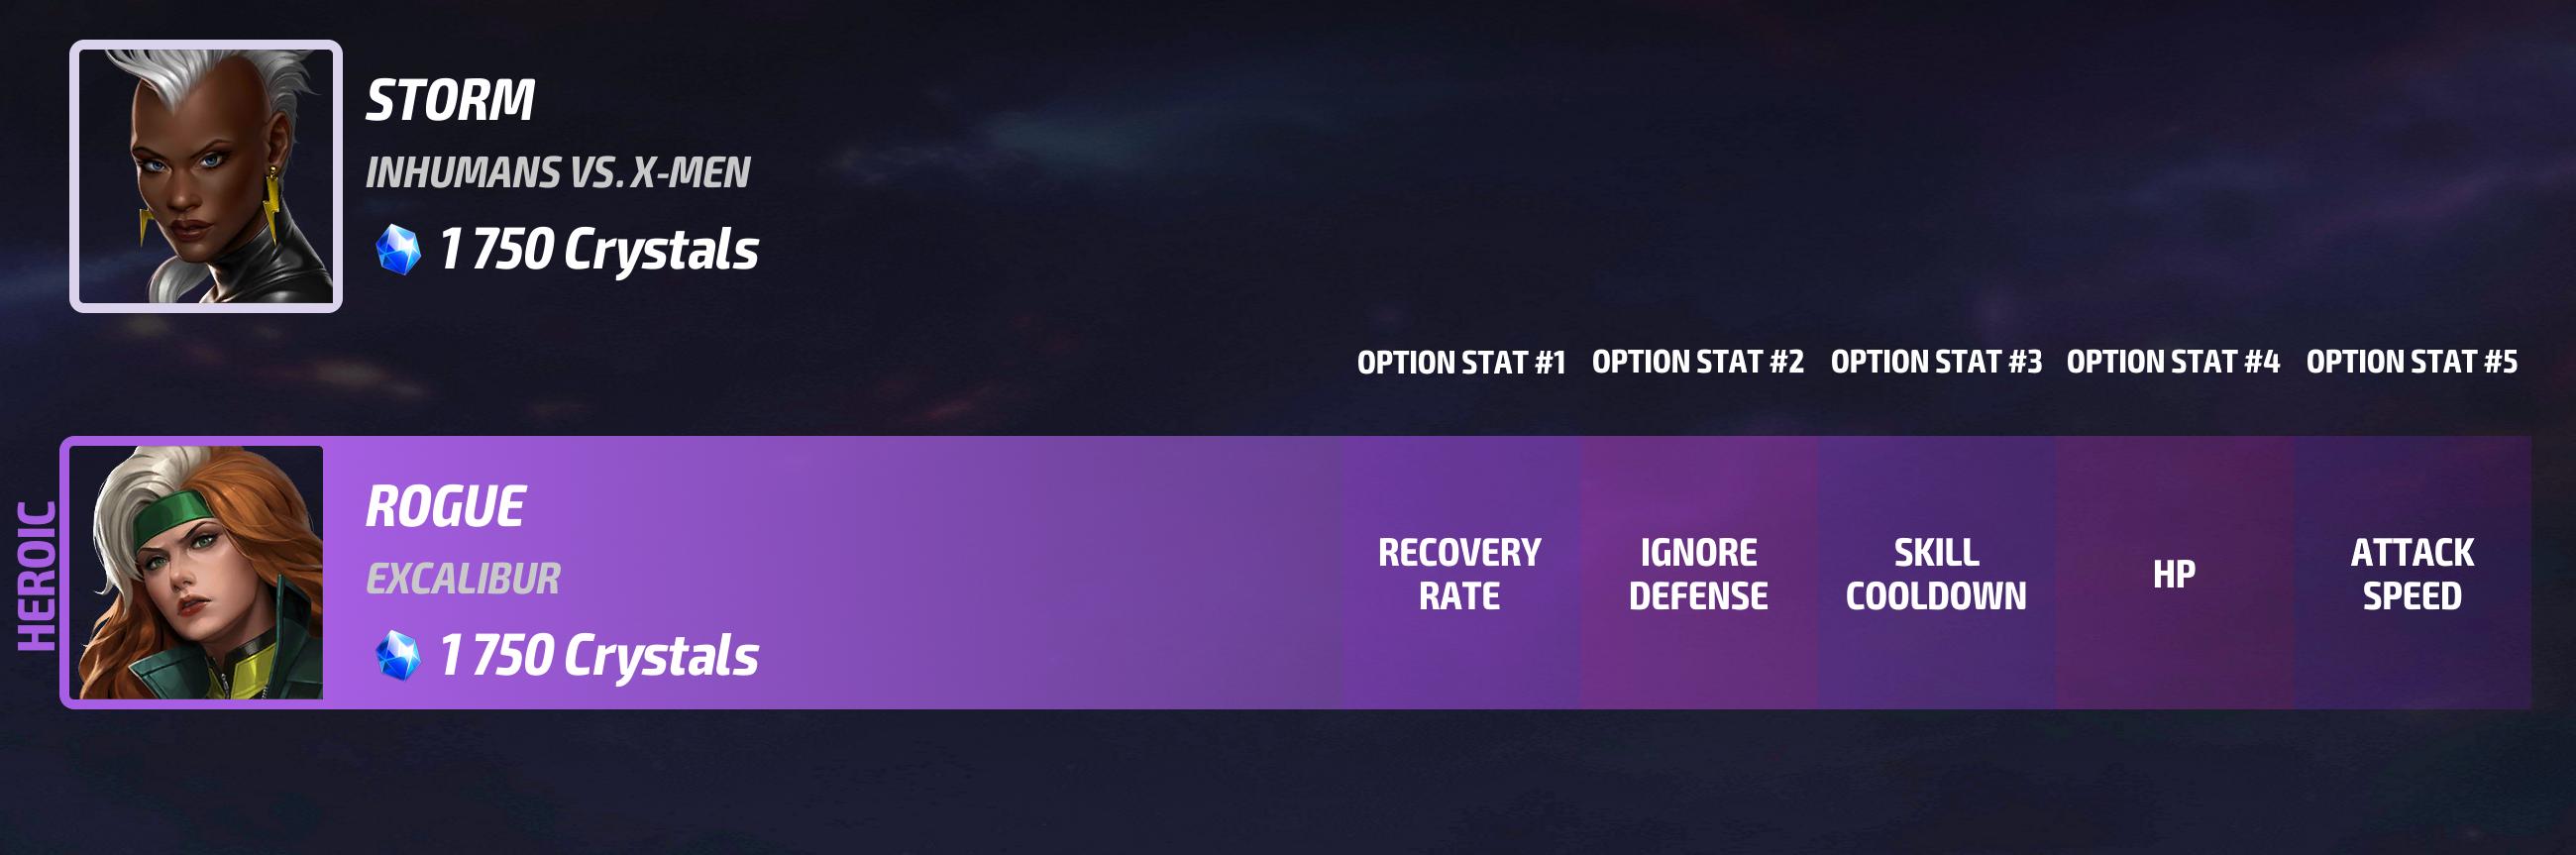 STORM
INHUMANS VS. X-MEN
1 750 Crystals
OPTION STAT #1 OPTION STAT #2 OPTION STAT #3 OPTION STAT #4 OPTION STAT #5
HEROIC
ROGUE
EXCALIBUR
1 750 Crystals
RECOVERY
RATE
IGNORE
DEFENSE
SKILL
COOLDOWN
HP
ATTACK
SPEED